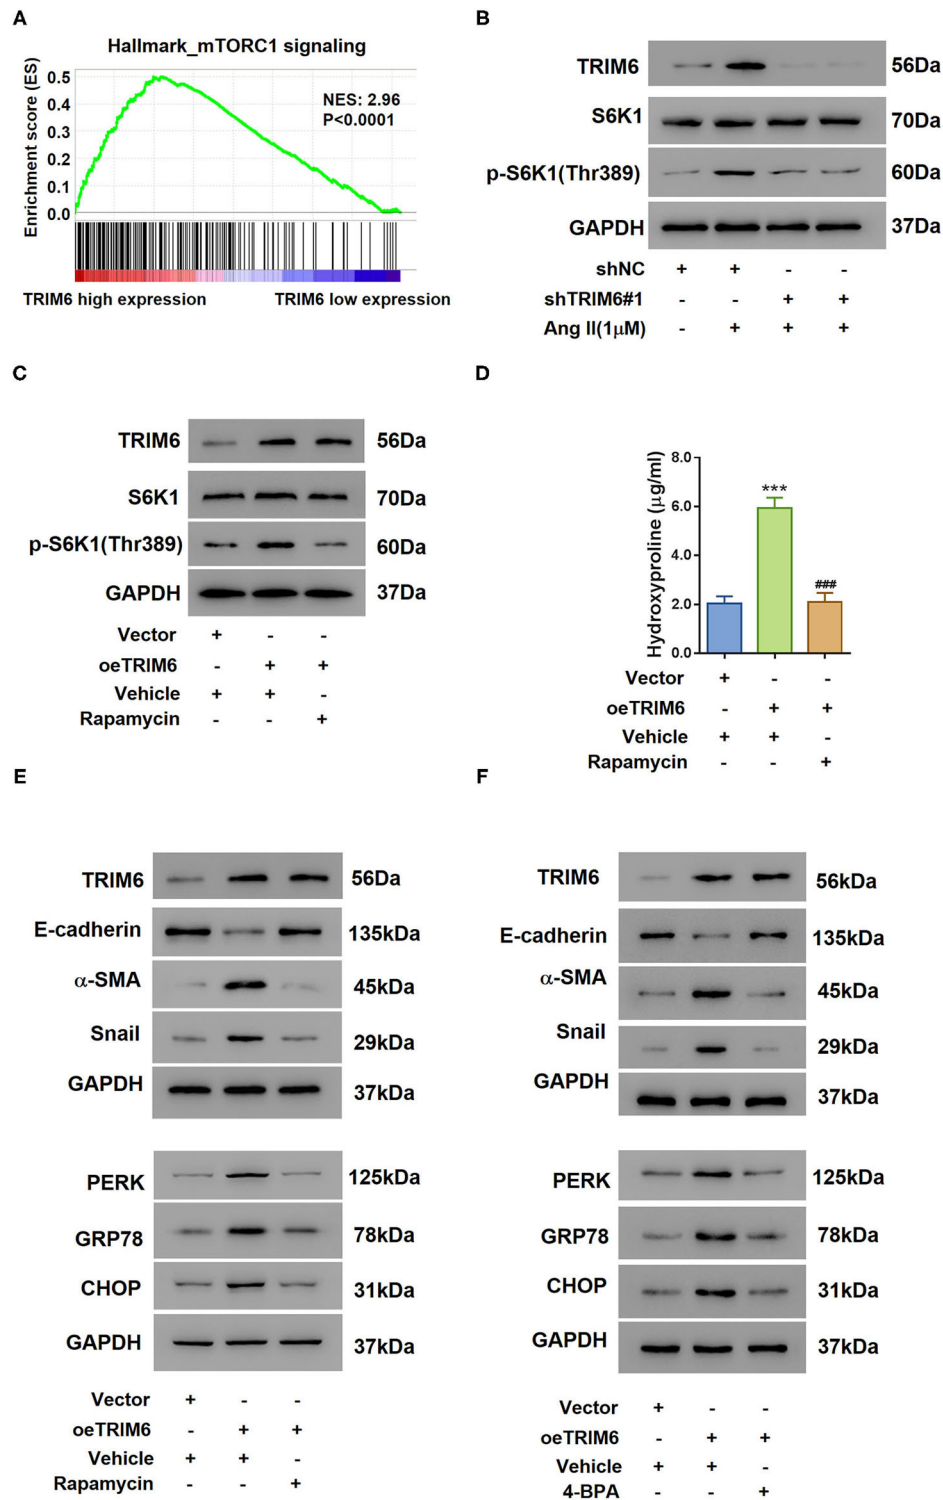 A
Hallmark_mTORC1 signaling
Enrichment score (ES)
0.5
0.4
0.3
0.2
0.1
0.0
NES: 2.96
P<0.0001
TRIM6 high expression TRIM6 low expression
B
TRIM6 56Da
S6K1 70Da
p-S6K1(Thr389) 60Da
GAPDH 37Da
shNC + + - -
shTRIM6#1 - - + +
Ang II(1μM) - + + +
C
TRIM6 56Da
S6K1 70Da
p-S6K1(Thr389) 60Da
GAPDH 37Da
Vector + - -
oeTRIM6 - + +
Vehicle + + -
Rapamycin - - +
D
Hydroxyproline (μg/ml)
8.0
6.0
4.0
2.0
0.0
***
###
Vector + - -
oeTRIM6 - + +
Vehicle + + -
Rapamycin - - +
E
TRIM6 56Da
E-cadherin 135kDa
α-SMA 45kDa
Snail 29kDa
GAPDH 37kDa
PERK 125kDa
GRP78 78kDa
CHOP 31kDa
GAPDH 37kDa
Vector + - -
oeTRIM6 - + +
Vehicle + + -
Rapamycin - - +
F
TRIM6 56kDa
E-cadherin 135kDa
α-SMA 45kDa
Snail 29kDa
GAPDH 37kDa
PERK 125kDa
GRP78 78kDa
CHOP 31kDa
GAPDH 37kDa
Vector + - -
oeTRIM6 - + +
Vehicle + + -
4-BPA - - +